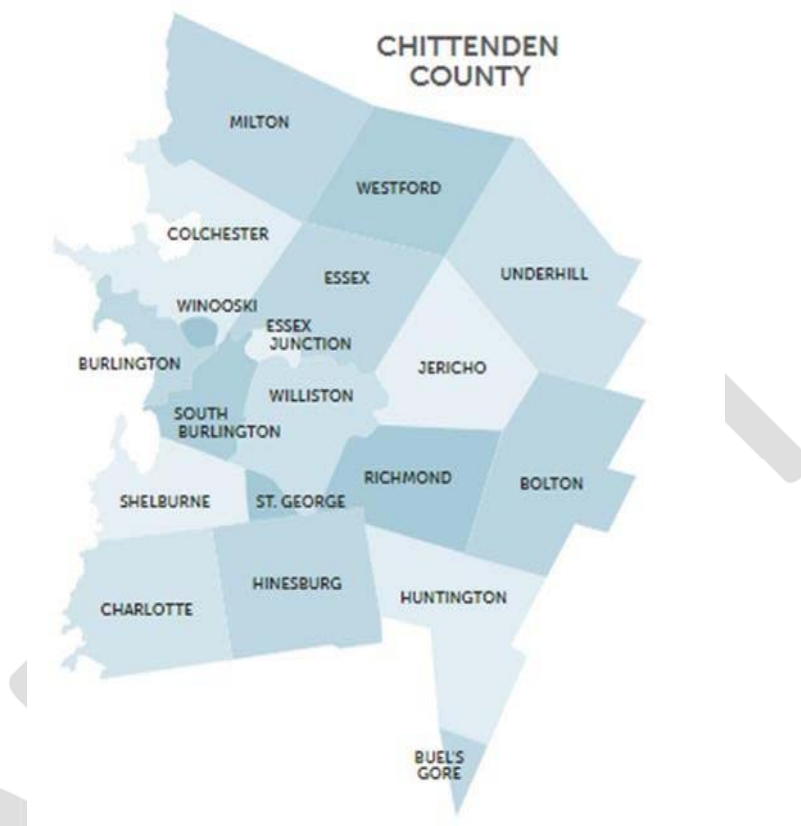 CHITTENDEN
COUNTY
MILTON
WESTFORD
COLCHESTER
UNDERHILL
ESSEX
WINOOSKI
ESSEX
JUNCTION
BURLINGTON
JERICHO
WILLISTON
SOUTH
BURLINGTON
RICHMOND
BOLTON
SHELBURNE
ST. GEORGE
HINESBURG
HUNTINGTON
CHARLOTTE
BUEL'S
GORE